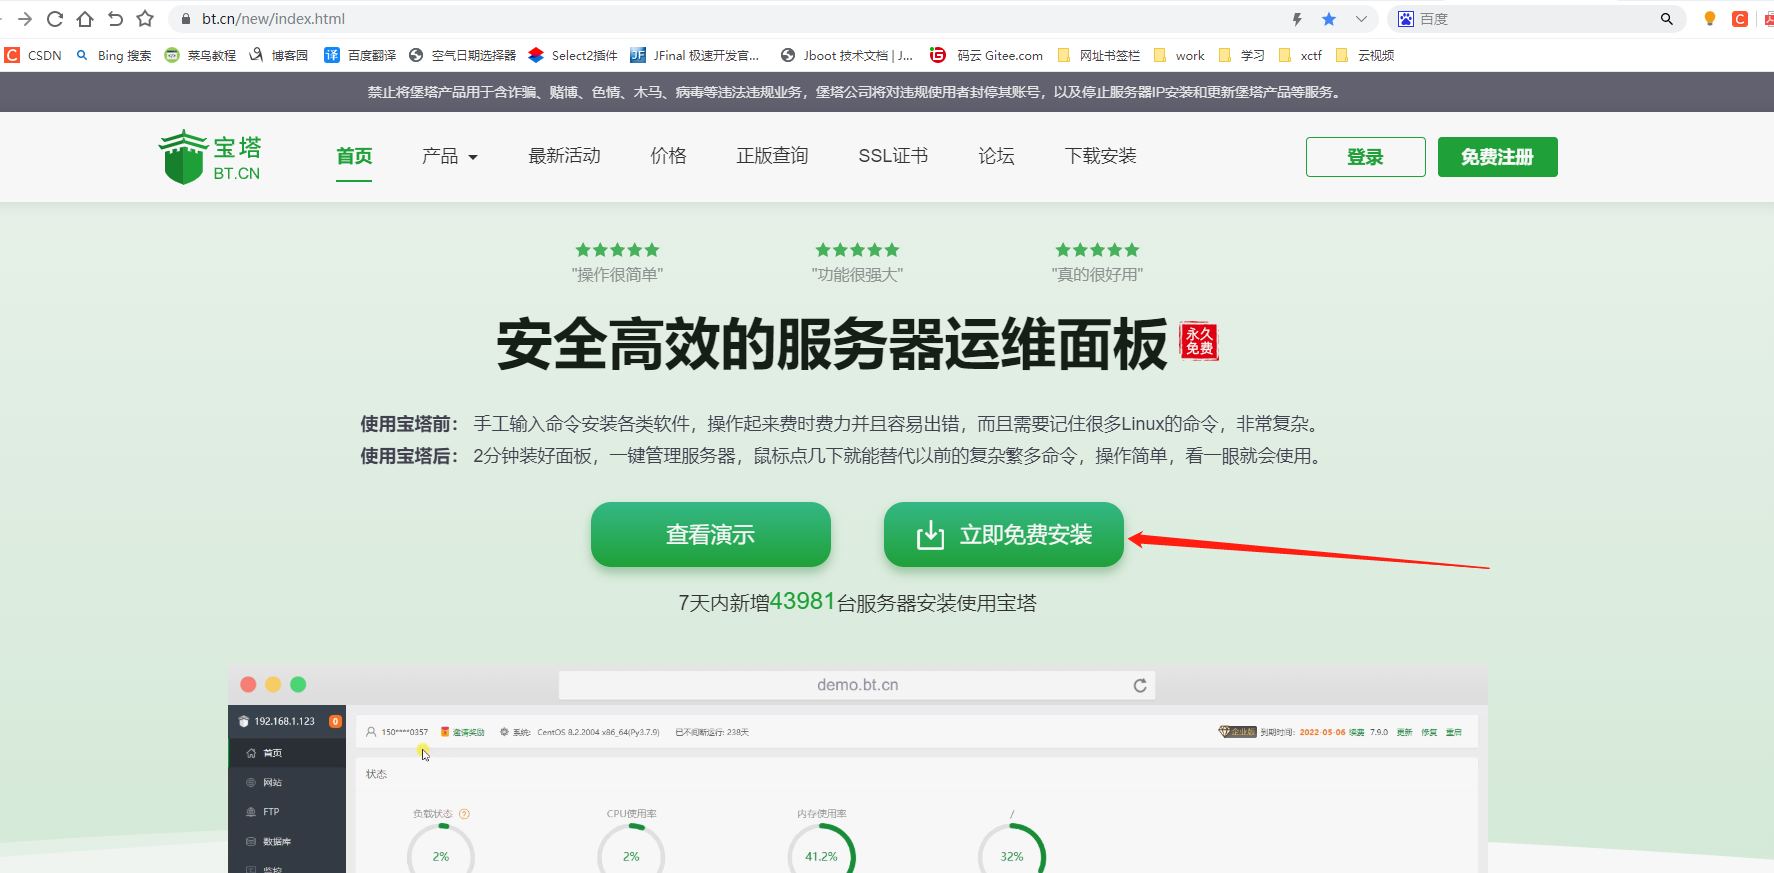 bt.cn/new/index.html
百度
CSDN Bing 搜索 菜鸟教程 博客园 百度翻译 空气日期选择器 Select2插件 JFinal 极速开发官... Jboot 技术文档 | J... 码云 Gitee.com 网址书签栏 work 学习 xctf 云视频
禁止将堡塔产品用于含诈骗、赌博、色情、木马、病毒等违法违规业务，堡塔公司将对违规使用者封停其账号，以及停止服务器IP安装和更新堡塔产品等服务。
宝塔
BT.CN
首页 产品 最新活动 价格 正版查询 SSL证书 论坛 下载安装 登录 免费注册
"操作很简单" "功能很强大" "真的很好用"
安全高效的服务器运维面板
永久
免费
使用宝塔前： 手工输入命令安装各类软件，操作起来费时费力并且容易出错，而且需要记住很多Linux的命令，非常复杂。
使用宝塔后： 2分钟装好面板，一键管理服务器，鼠标点几下就能替代以前的复杂繁多命令，操作简单，看一眼就会使用。
查看演示 立即免费安装
7天内新增43981台服务器安装使用宝塔
demo.bt.cn
192.168.1.123 0
150****0357 邀请奖励 系统: CentOS 8.2.2004 x86_64(Py3.7.9) 已不间断运行: 238天 企业版 到期时间: 2022-05-06 续费 7.9.0 更新 修复 重启
首页
状态
网站
FTP
负载状态 ? CPU使用率 内存使用率 /
数据库
2% 2% 41.2% 32%
监控